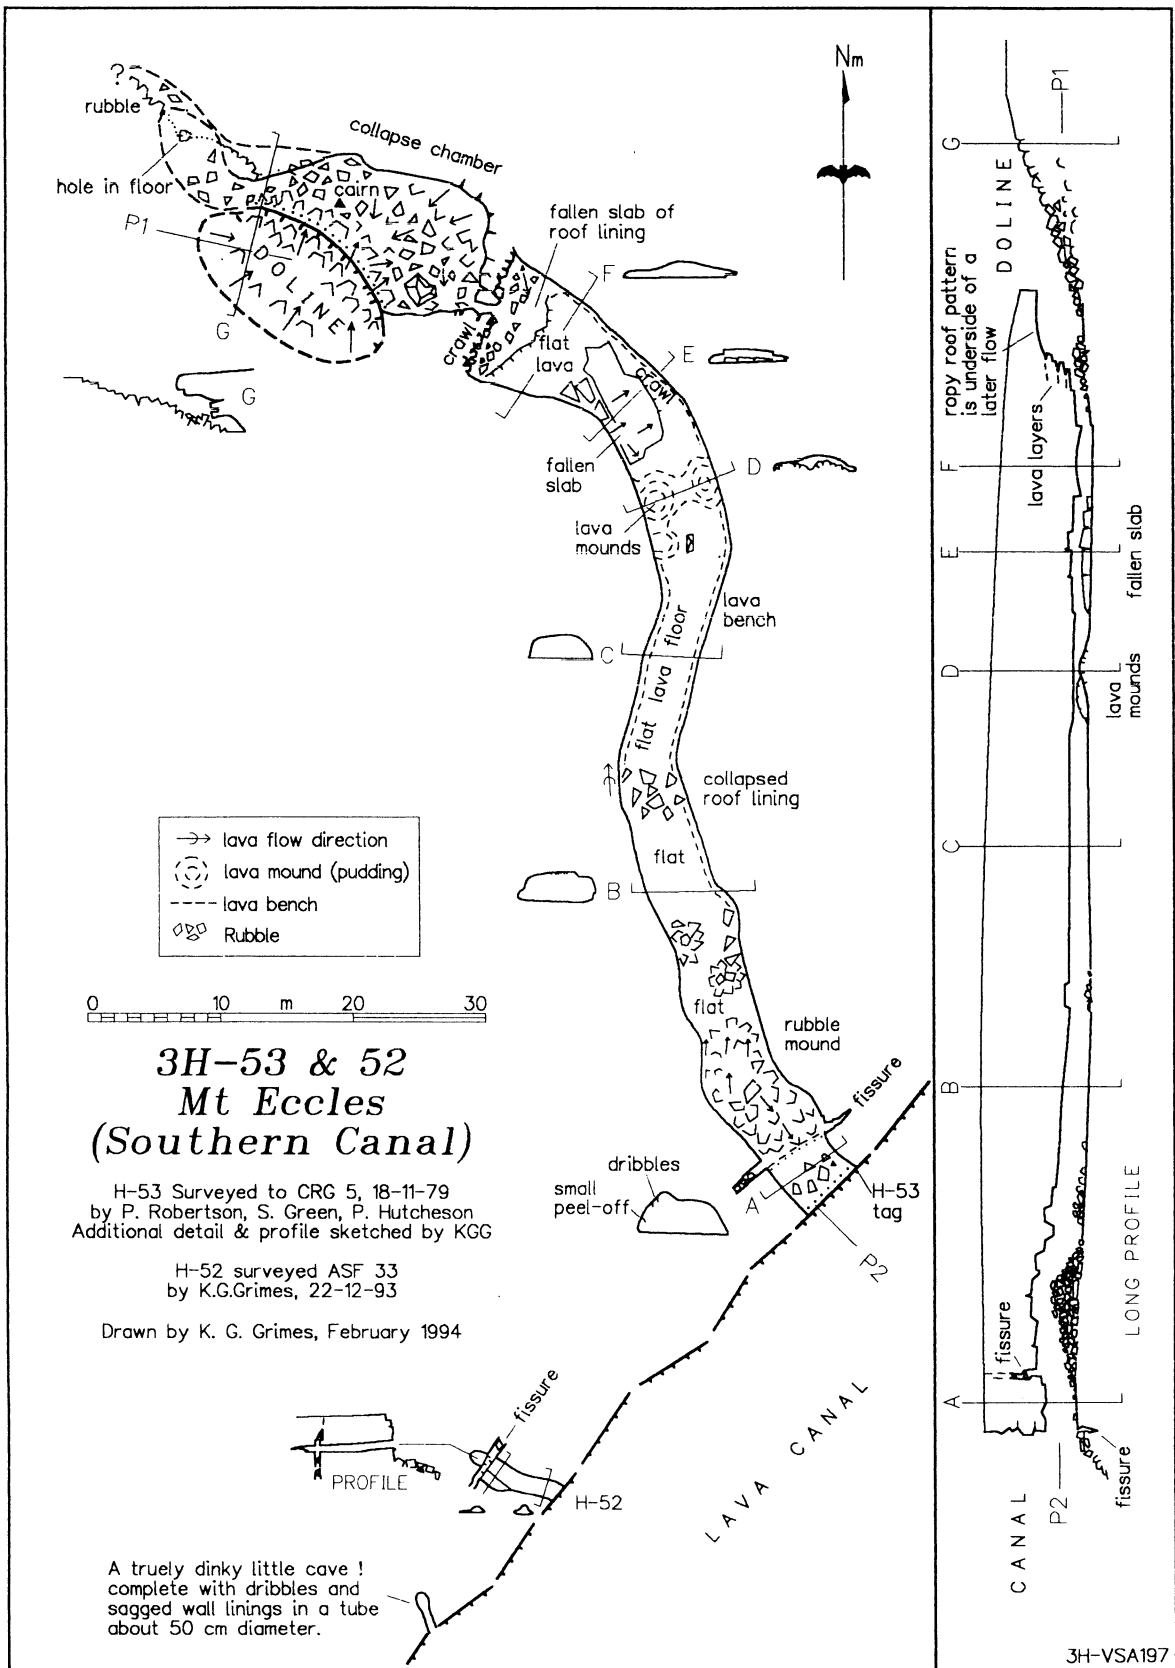 Nm
?
rubble
collapse chamber
hole in floor
cairn
P1
DOLINE
G
G
crawl
fallen slab of
roof lining
F
flat
lava
E
crawl
fallen
slab
D
lava
mounds
lava
bench
C
flat lava floor
collapsed
roof lining
flat
B
flat
rubble
mound
fissure
dribbles
small
peel-off
A
H-53
tag
P2
lava flow direction
lava mound (pudding)
lava bench
Rubble
0 10 m 20 30
3H-53 & 52
Mt Eccles
(Southern Canal)
H-53 Surveyed to CRG 5, 18-11-79
by P. Robertson, S. Green, P. Hutcheson
Additional detail & profile sketched by KGG
H-52 surveyed ASF 33
by K.G.Grimes, 22-12-93
Drawn by K. G. Grimes, February 1994
fissure
PROFILE
H-52
LAVA CANAL
A truely dinky little cave !
complete with dribbles and
sagged wall linings in a tube
about 50 cm diameter.
P1
G
DOLINE
ropy roof pattern
is underside of a
later flow
lava layers
F
E
fallen slab
D
lava
mounds
C
B
LONG PROFILE
fissure
A
fissure
P2
CANAL
3H-VSA197